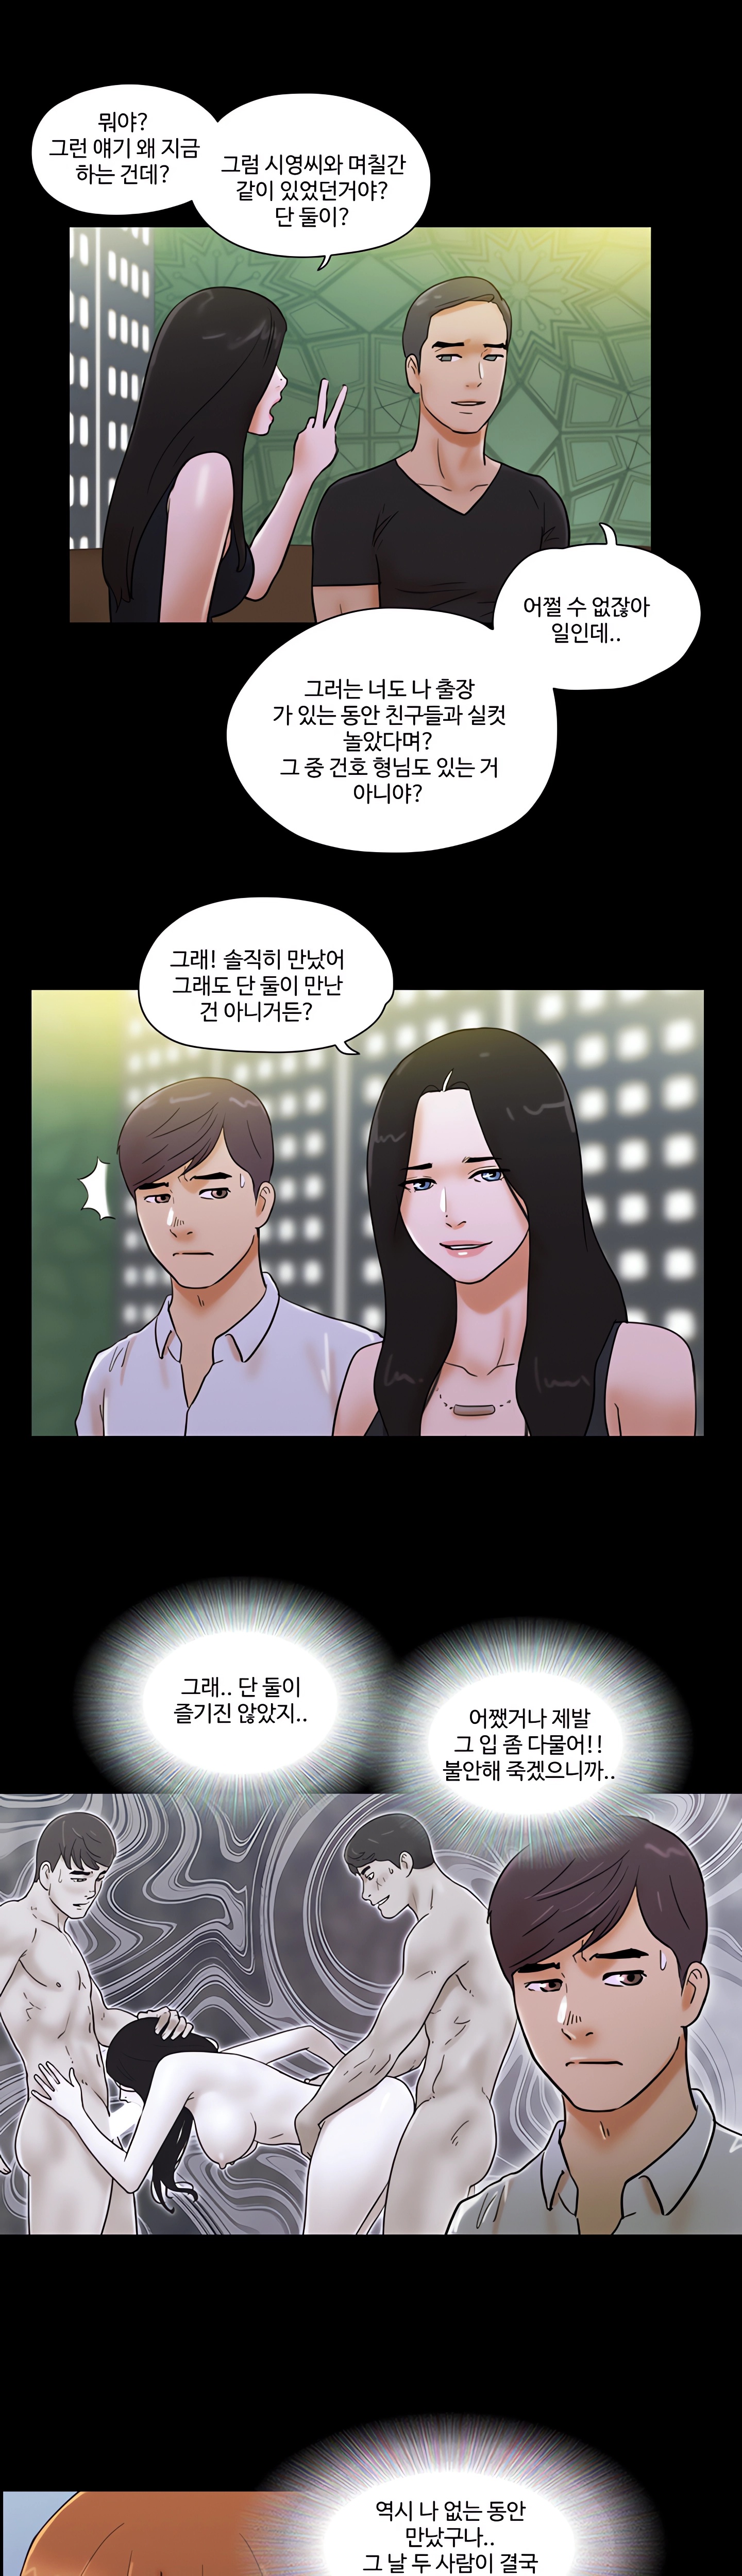 뭐야?
그런 얘기 왜 지금
하는 건데?
그럼 시영씨와 며칠간
같이 있었던거야?
단 둘이?
어쩔 수 없잖아
일인데..
그러는 너도 나 출장
가 있는 동안 친구들과 실컷
놀았다며?
그 중 건호 형님도 있는 거
아니야?
그래! 솔직히 만났어
그래도 단 둘이 만난
건 아니거든?
그래.. 단 둘이
즐기진 않았지..
어쨌거나 제발
그 입 좀 다물어!!
불안해 죽겠으니까..
역시 나 없는 동안
만났구나..
그 날 두 사람이 결국